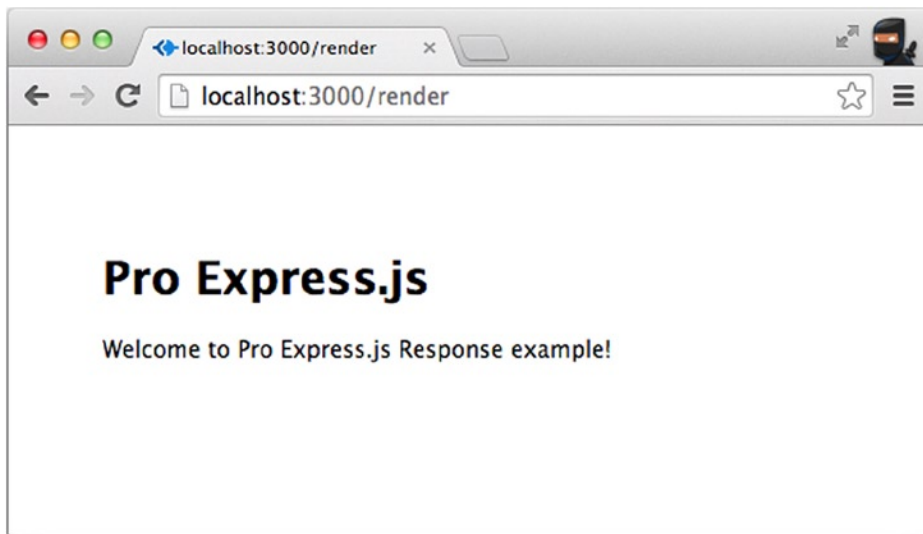 localhost:3000/render
localhost:3000/render
Pro Express.js
Welcome to Pro Express.js Response example!